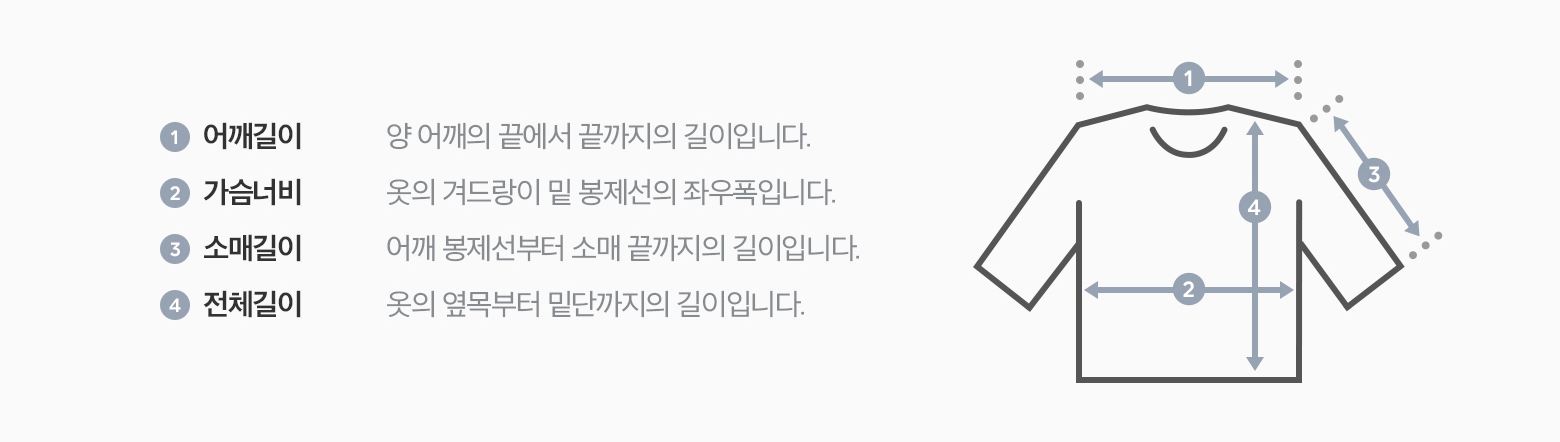 1 어깨길이 양 어깨의 끝에서 끝까지의 길이입니다.
2 가슴너비 옷의 겨드랑이 밑 봉제선의 좌우폭입니다.
3 소매길이 어깨 봉제선부터 소매 끝까지의 길이입니다.
4 전체길이 옷의 옆목부터 밑단까지의 길이입니다.
1
3
4
2